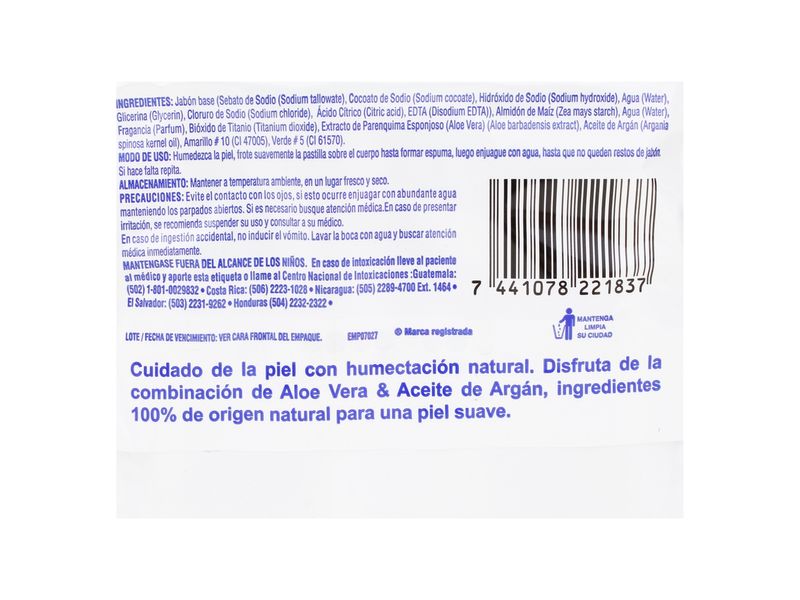 INGREDIENTES: Jabón base (Sebato de Sodio (Sodium tallowate), Cocoato de Sodio (Sodium cocoate), Hidróxido de Sodio (Sodium hydroxide), Agua (Water),
Glicerina (Glycerin), Cloruro de Sodio (Sodium chloride), Ácido Cítrico (Citric acid), EDTA (Disodium EDTA)), Almidón de Maíz (Zea mays starch), Agua (Water),
Fragancia (Parfum), Bióxido de Titanio (Titanium dioxide), Extracto de Parenquima Esponjoso (Aloe Vera) (Aloe barbadensis extract), Aceite de Argán (Argania
spinosa kernel oil), Amarillo # 10 (CI 47005), Verde # 5 (CI 61570).
MODO DE USO: Humedezca la piel, frote suavemente la pastilla sobre el cuerpo hasta formar espuma, luego enjuague con agua, hasta que no queden restos de jabón.
Si hace falta repita.
ALMACENAMIENTO: Mantener a temperatura ambiente, en un lugar fresco y seco.
PRECAUCIONES: Evite el contacto con los ojos, si esto ocurre enjuagar con abundante agua
manteniendo los parpados abiertos. Si es necesario busque atención médica.En caso de presentar
irritación, se recomienda suspender su uso y consultar a su médico.
En caso de ingestión accidental, no inducir el vómito. Lavar la boca con agua y buscar atención
médica inmediatamente.
MANTENGASE FUERA DEL ALCANCE DE LOS NIÑOS. En caso de intoxicación lleve al paciente
al médico y aporte esta etiqueta o llame al Centro Nacional de Intoxicaciones :Guatemala:
(502) 1-801-0029832 • Costa Rica: (506) 2223-1028 • Nicaragua: (505) 2289-4700 Ext. 1464 •
El Salvador: (503) 2231-9262 • Honduras (504) 2232-2322 •
7 441078 221837
MANTENGA
LIMPIA
SU CIUDAD
LOTE / FECHA DE VENCIMIENTO: VER CARA FRONTAL DEL EMPAQUE. EMP07027 ® Marca registrada
Cuidado de la piel con humectación natural. Disfruta de la
combinación de Aloe Vera & Aceite de Argán, ingredientes
100% de origen natural para una piel suave.